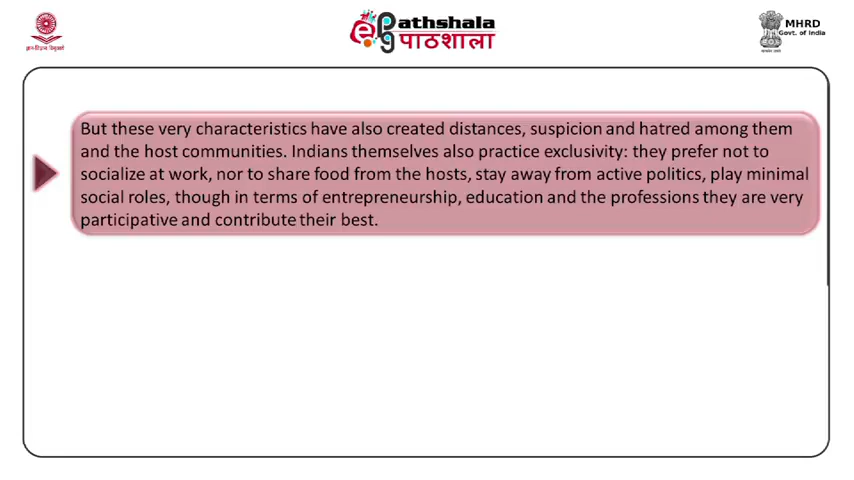 ePG Pathshala
पाठशाला
MHRD
Govt. of India
But these very characteristics have also created distances, suspicion and hatred among them
and the host communities. Indians themselves also practice exclusivity: they prefer not to
socialize at work, nor to share food from the hosts, stay away from active politics, play minimal
social roles, though in terms of entrepreneurship, education and the professions they are very
participative and contribute their best.